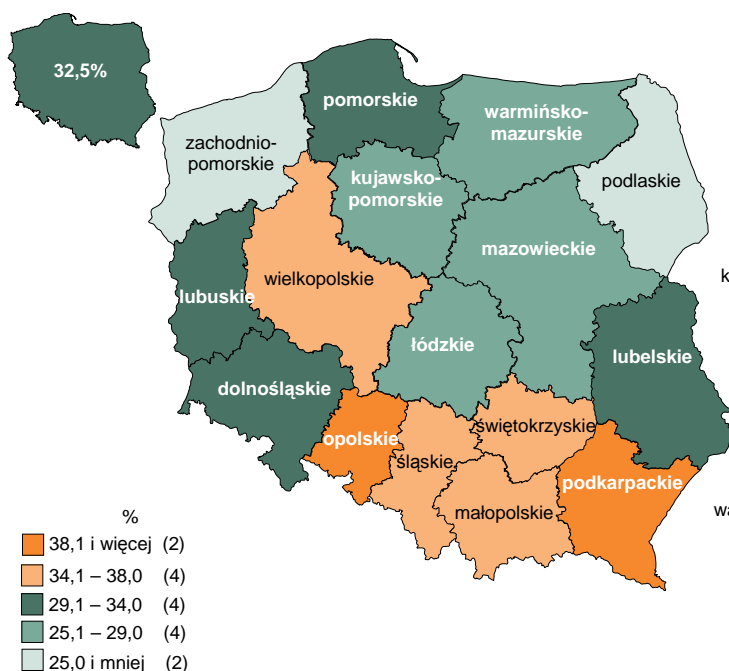 32,5%
pomorskie
warmińsko-
mazurskie
zachodnio-
pomorskie
kujawsko-
pomorskie
podlaskie
mazowieckie
wielkopolskie
k
lubuskie
łódzkie
lubelskie
dolnośląskie
świętokrzyskie
opolskie
śląskie
podkarpackie
małopolskie
wa
%
38,1 i więcej (2)
34,1 – 38,0 (4)
29,1 – 34,0 (4)
25,1 – 29,0 (4)
25,0 i mniej (2)